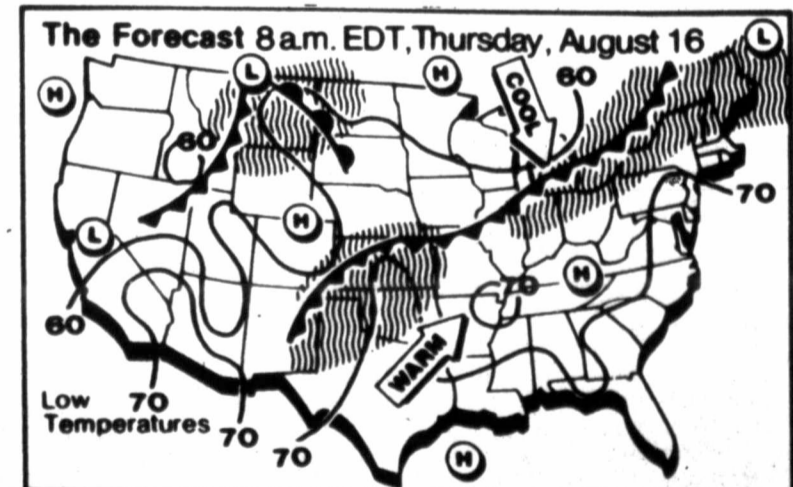 The Forecast 8 a.m. EDT, Thursday, August 16
L
L
H
H
COOL
60
60
70
H
L
H
70
60
WARM
Low
Temperatures
70
70
70
H